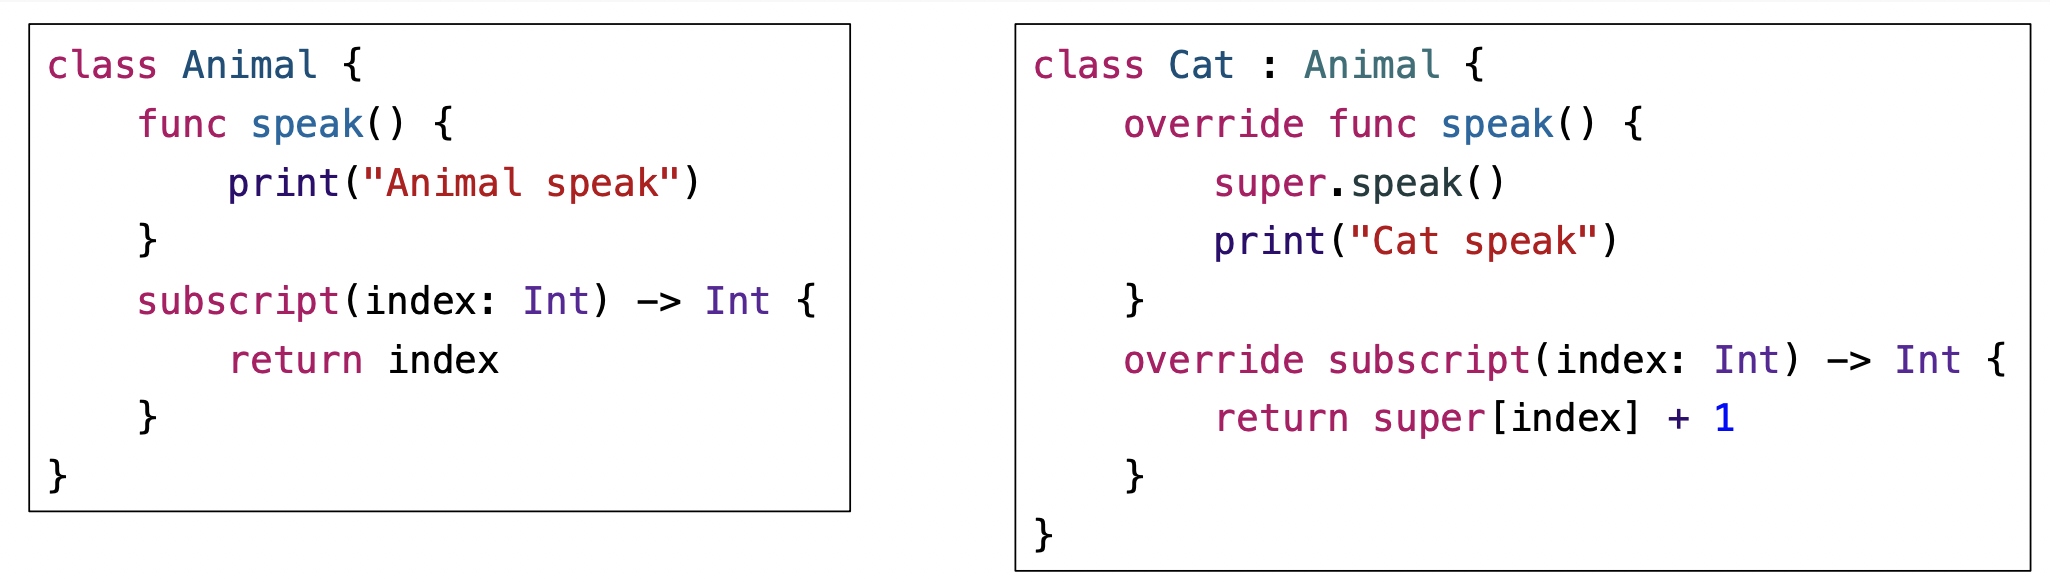 class Animal {
    func speak() {
        print("Animal speak")
    }
    subscript(index: Int) -> Int {
        return index
    }
}
class Cat : Animal {
    override func speak() {
        super.speak()
        print("Cat speak")
    }
    override subscript(index: Int) -> Int {
        return super[index] + 1
    }
}